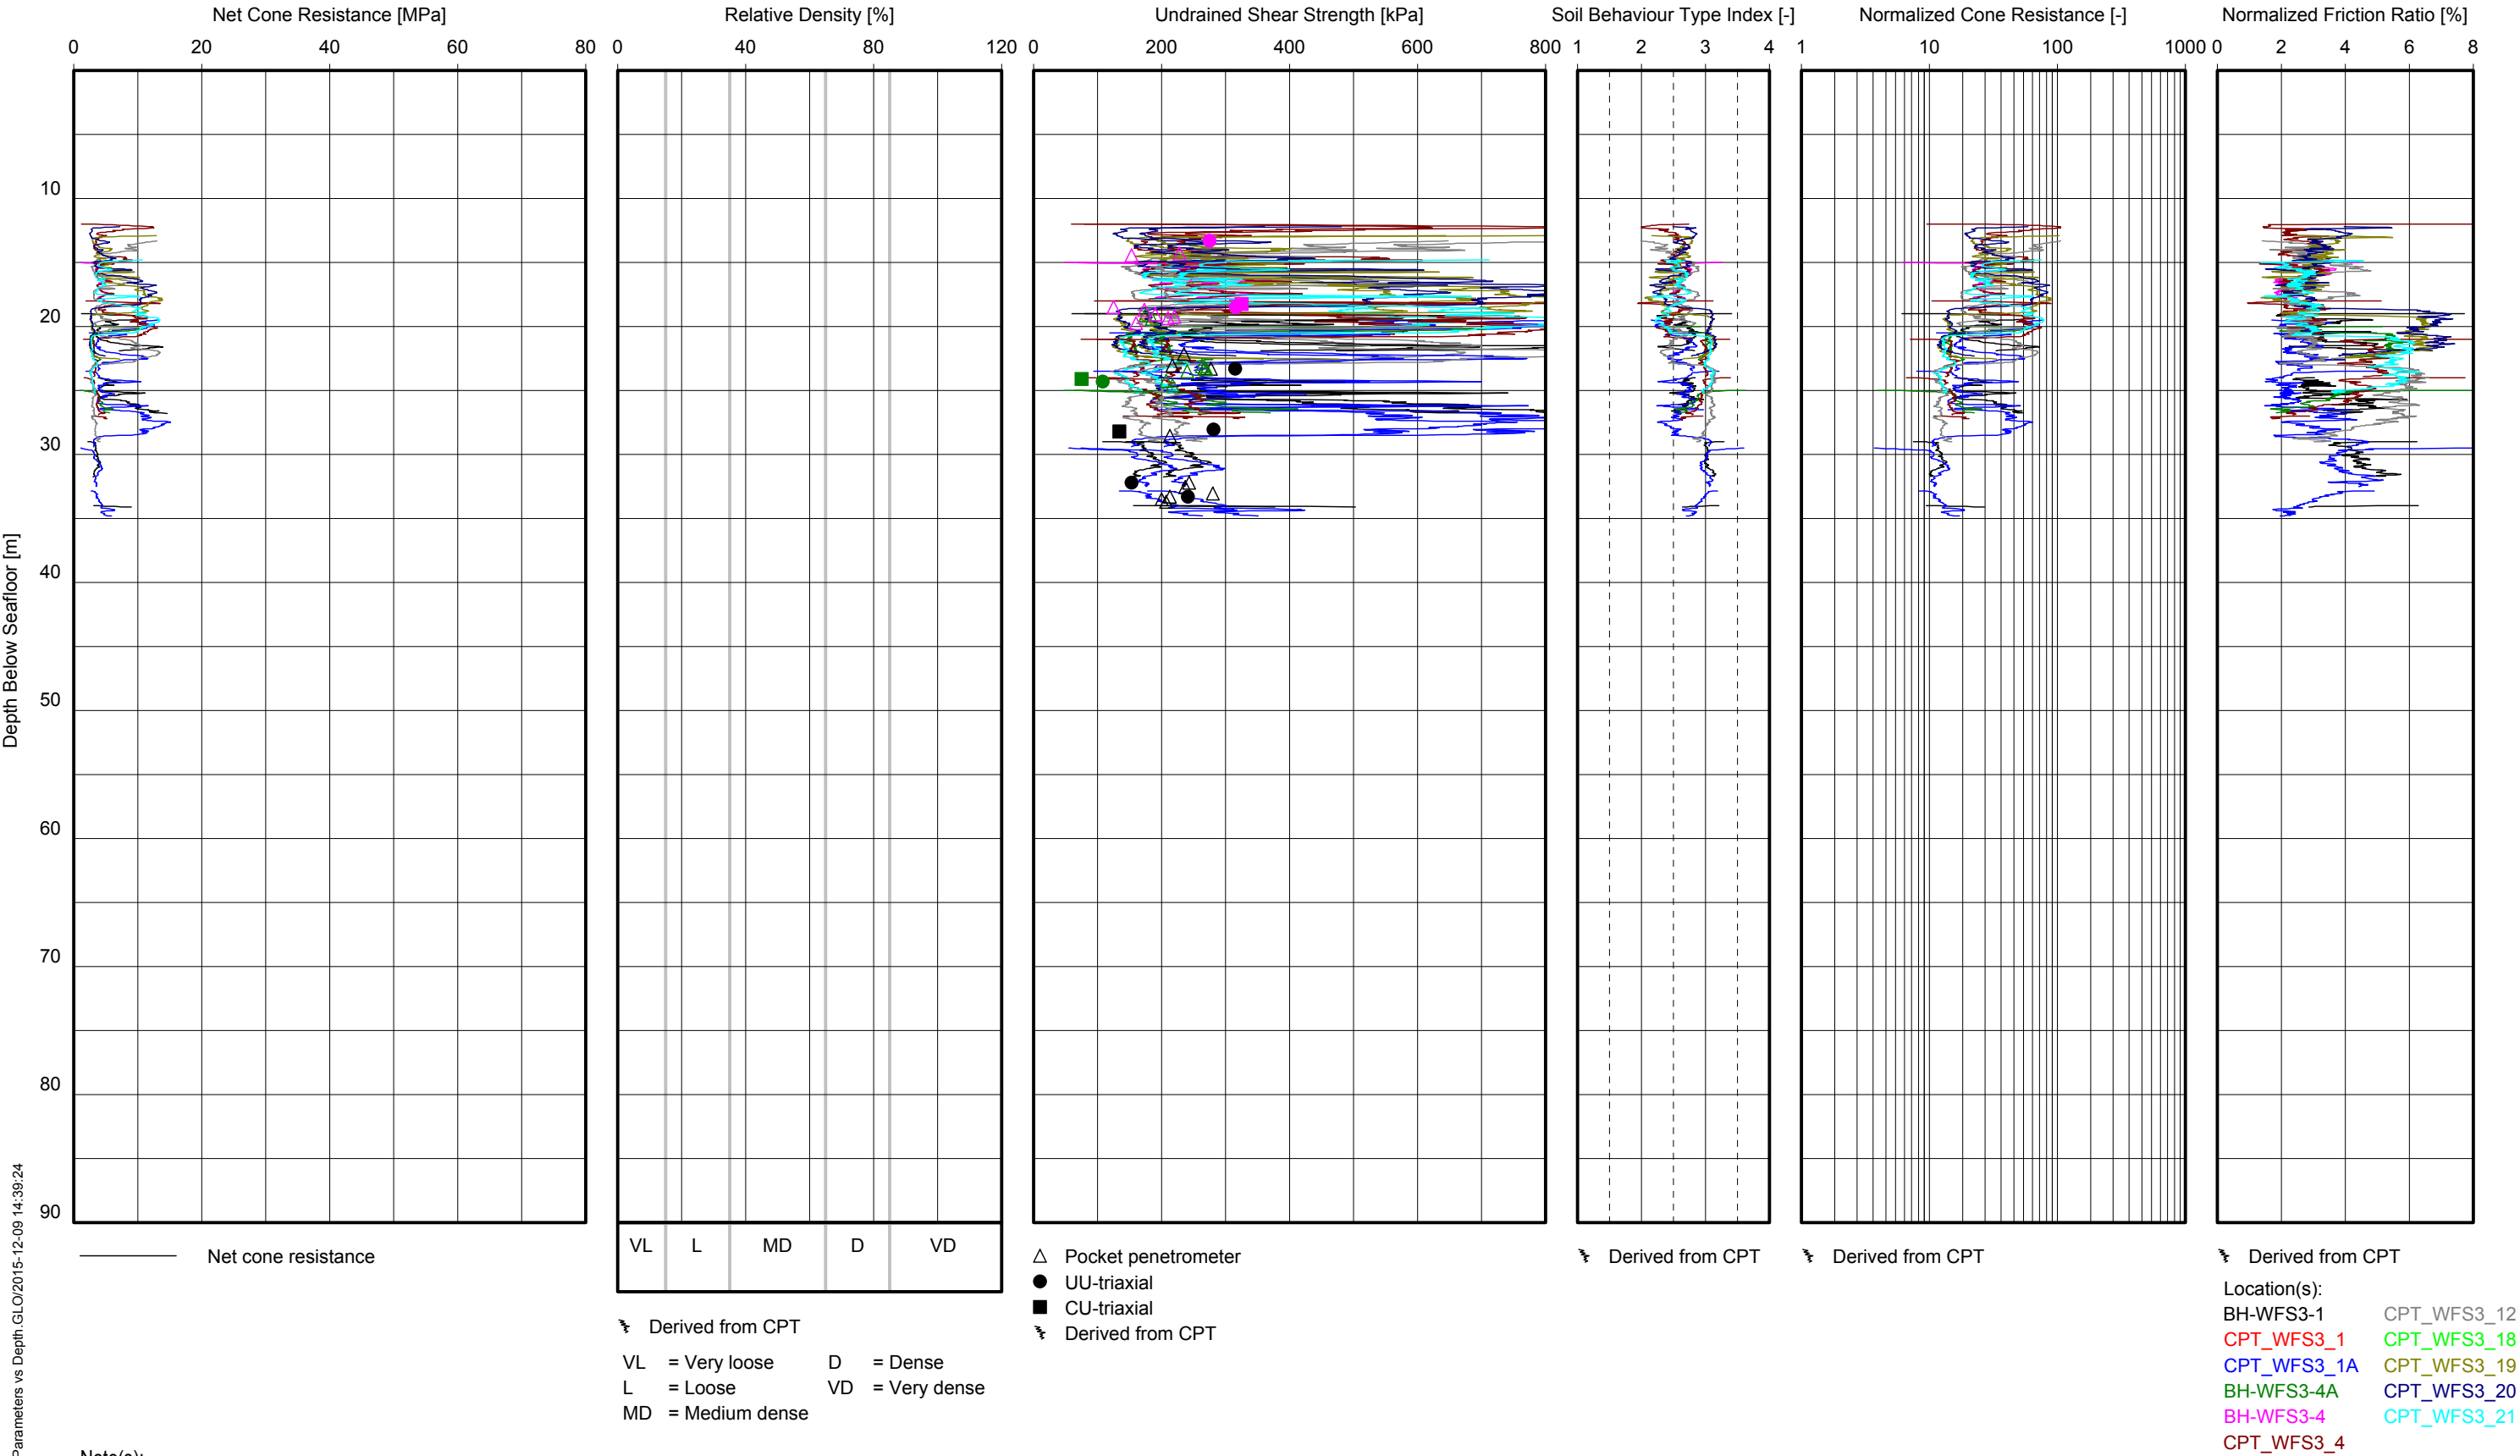 Net Cone Resistance [MPa]
Relative Density [%]
Undrained Shear Strength [kPa]
Soil Behaviour Type Index [-]
Normalized Cone Resistance [-]
Normalized Friction Ratio [%]
0 20 40 60 80
0 40 80 120
0 200 400 600 800
1 2 3 4
1 10 100 1000
0 2 4 6 8
10
20
30
40
50
60
70
80
90
Depth Below Seafloor [m]
Parameters vs Depth.GLO/2015-12-09 14:39:24
Net cone resistance
VL L MD D VD
Derived from CPT
VL = Very loose
D = Dense
L = Loose
VD = Very dense
MD = Medium dense
Pocket penetrometer
UU-triaxial
CU-triaxial
Derived from CPT
Derived from CPT
Derived from CPT
Derived from CPT
Location(s):
BH-WFS3-1
CPT_WFS3_12
CPT_WFS3_1
CPT_WFS3_18
CPT_WFS3_1A
CPT_WFS3_19
BH-WFS3-4A
CPT_WFS3_20
BH-WFS3-4
CPT_WFS3_21
CPT_WFS3_4
Note(s):